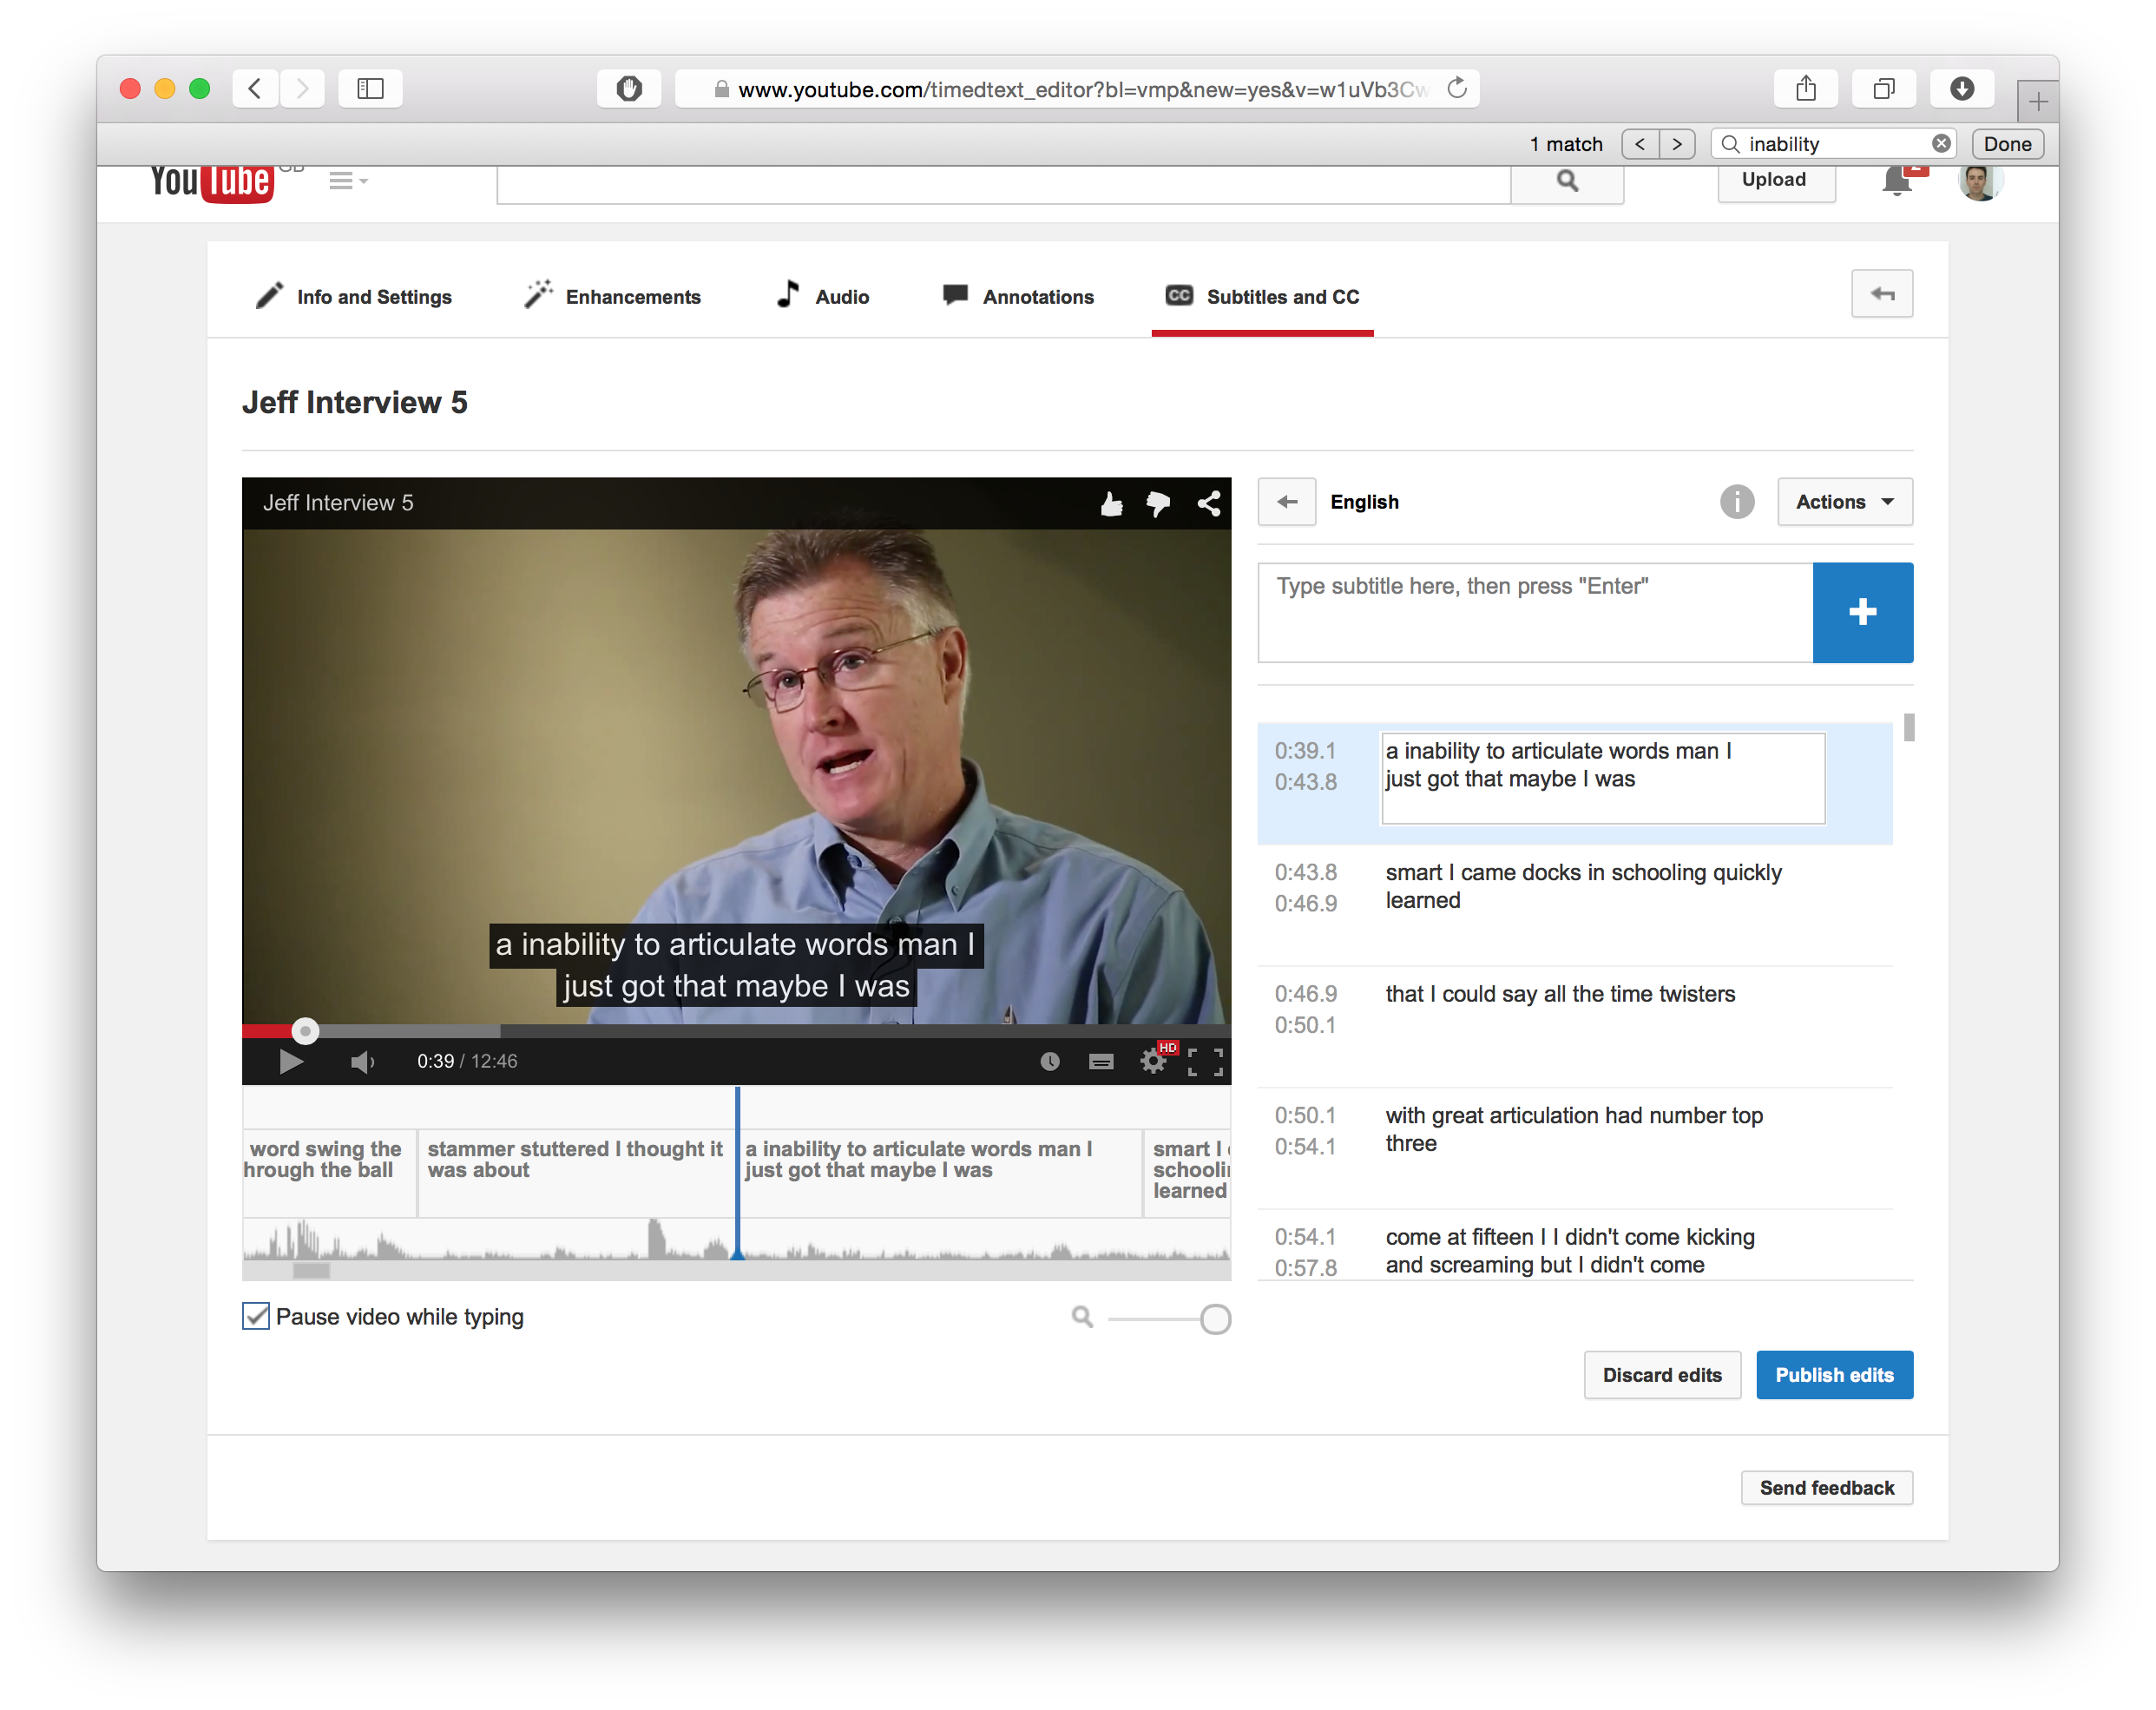 www.youtube.com/timedtext_editor?bl=vmp&new=yes&v=w1uVb3Cw
1 match
inability
Done
YouTube
Upload
2
Info and Settings
Enhancements
Audio
CC
Annotations
Subtitles and CC
Jeff Interview 5
Jeff Interview 5
a inability to articulate words man I
just got that maybe I was
HD
0:39 / 12:46
word swing the
hrough the ball
stammer stuttered I thought it
was about
a inability to articulate words man I
just got that maybe I was
smart I
schooli
learned
Pause video while typing
English
Actions
Type subtitle here, then press "Enter"
0:39.1 a inability to articulate words man I
0:43.8 just got that maybe I was
0:43.8 smart I came docks in schooling quickly
0:46.9 learned
0:46.9 that I could say all the time twisters
0:50.1
0:50.1 with great articulation had number top
0:54.1 three
0:54.1 come at fifteen I I didn't come kicking
0:57.8 and screaming but I didn't come
Discard edits
Publish edits
Send feedback